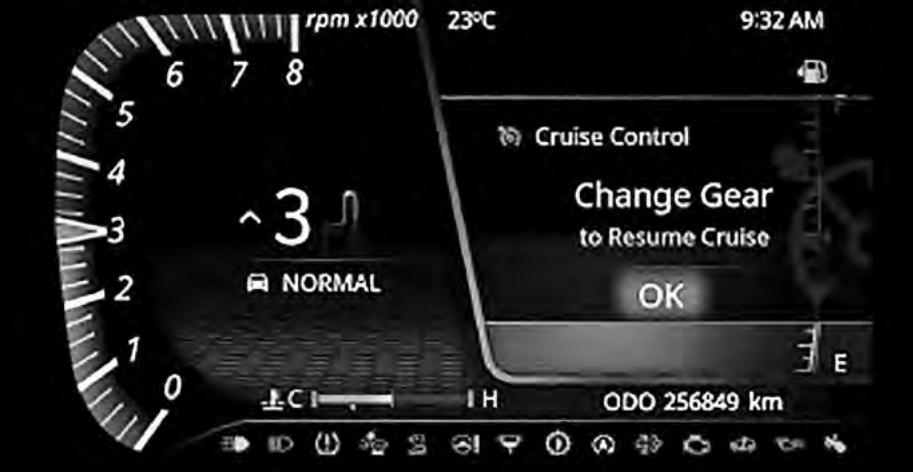 rpm x1000
23°C
9:32 AM
8
7
6
5
4
3
2
1
0
^3
NORMAL
F
Cruise Control
Change Gear
to Resume Cruise
OK
E
C H
ODO 256849 km